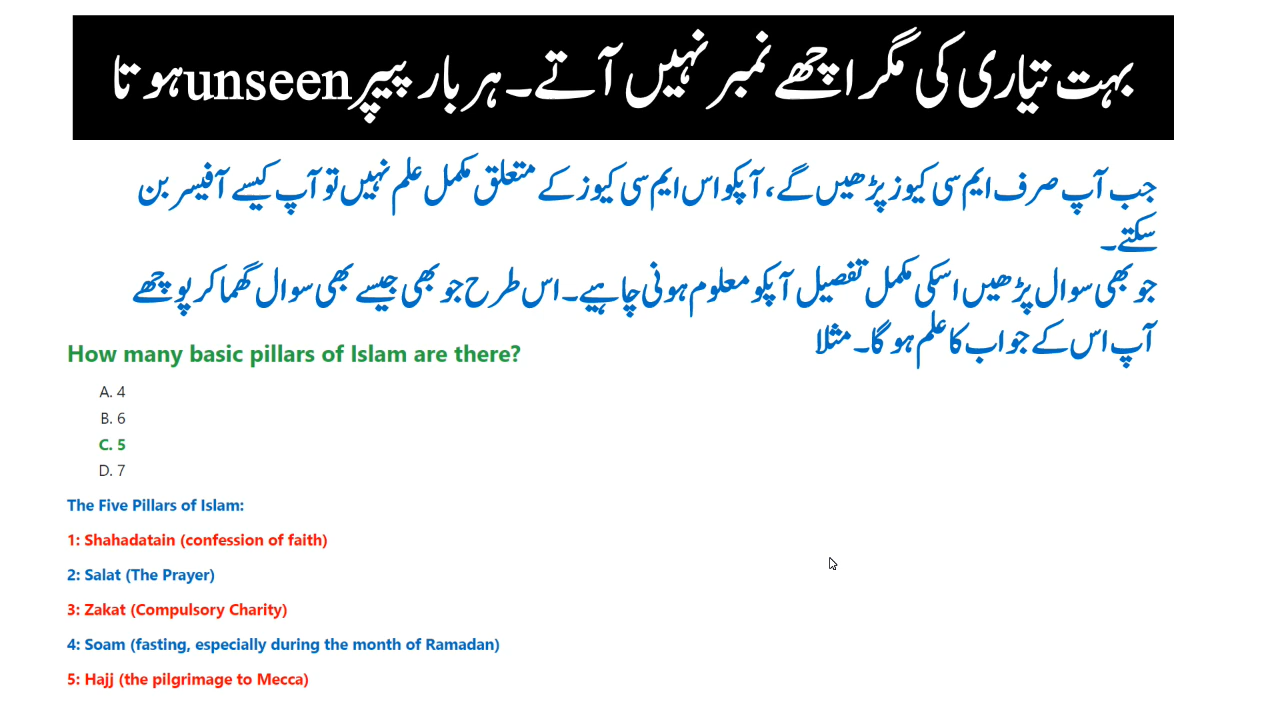 بہت تیاری کی مگر اچھے نمبر نہیں آتے۔ ہر بار پیپر unseen ہوتا
جب آپ صرف ایم سی کیوز پڑھیں گے، آپکو اس ایم سی کیوز کے متعلق مکمل علم نہیں تو آپ کیسے آفیسر بن
سکتے۔
جو بھی سوال پڑھیں اسکی مکمل تفصیل آپکو معلوم ہونی چاہیے۔ اس طرح جو بھی جیسے بھی سوال گھما کر پوچھے
آپ اس کے جواب کا علم ہو گا۔ مثلا
How many basic pillars of Islam are there?
A. 4
B. 6
C. 5
D. 7
The Five Pillars of Islam:
1: Shahadatain (confession of faith)
2: Salat (The Prayer)
3: Zakat (Compulsory Charity)
4: Soam (fasting, especially during the month of Ramadan)
5: Hajj (the pilgrimage to Mecca)